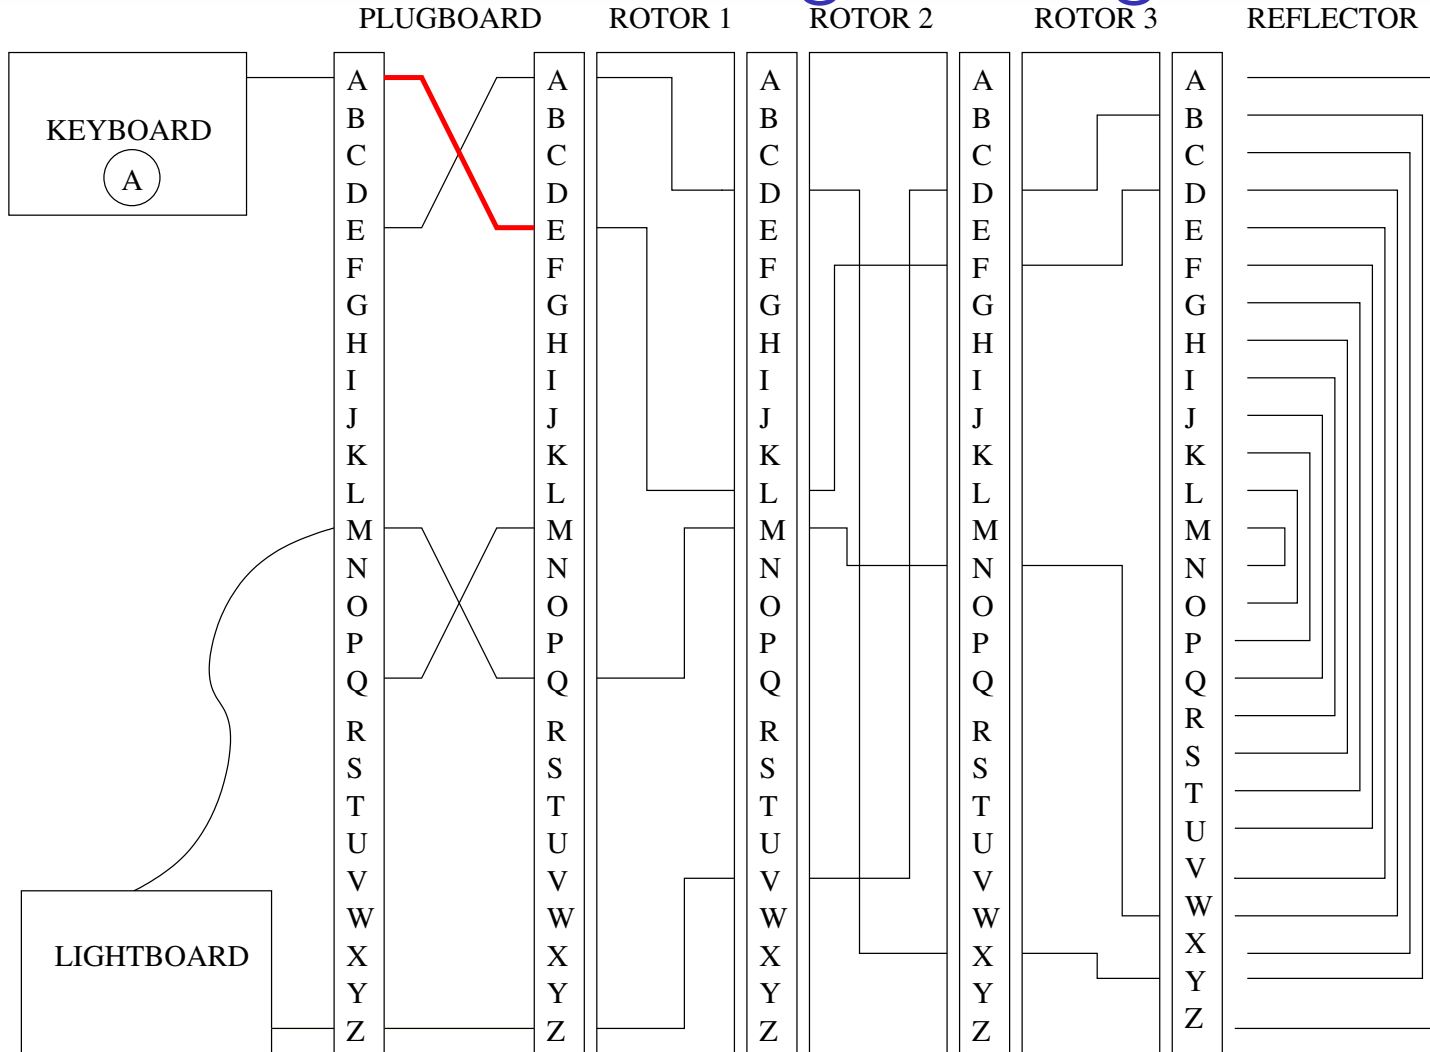 PLUGBOARD ROTOR 1 ROTOR 2 ROTOR 3 REFLECTOR
KEYBOARD
A
LIGHTBOARD
A A A A A
B B B B B
C C C C C
D D D D D
E E E E E
F F F F F
G G G G G
H H H H H
I I I I I
J J J J J
K K K K K
L L L L L
M M M M M
N N N N N
O O O O O
P P P P P
Q Q Q Q Q
R R R R R
S S S S S
T T T T T
U U U U U
V V V V V
W W W W W
X X X X X
Y Y Y Y Y
Z Z Z Z Z